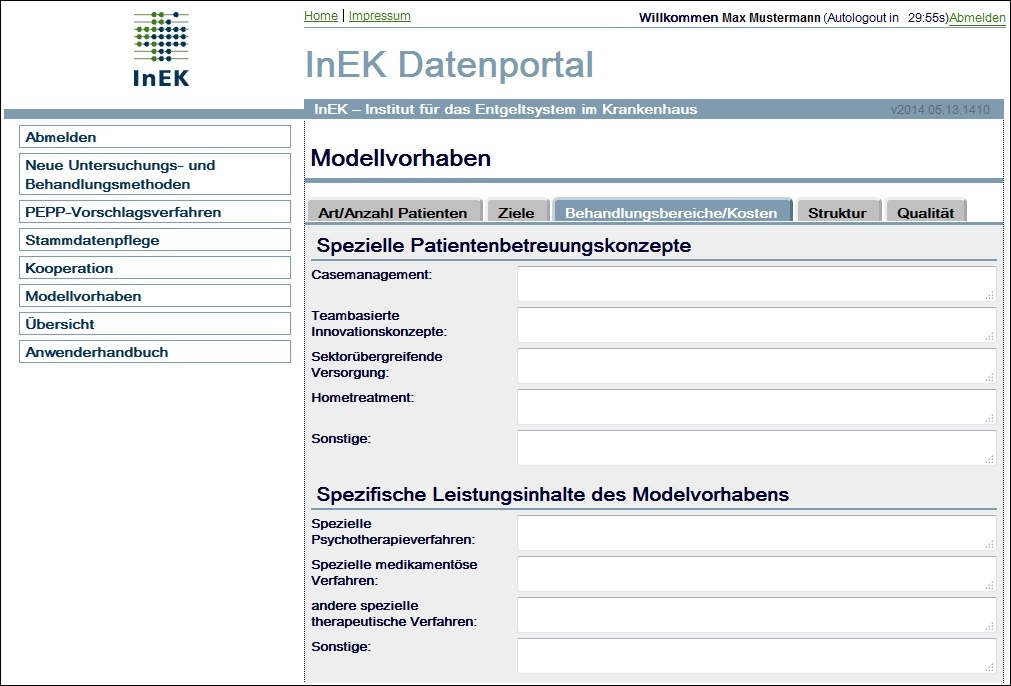 InEK
Home | Impressum
Willkommen Max Mustermann (Autologout in 29:55s)Abmelden
InEK Datenportal
InEK – Institut für das Entgeltsystem im Krankenhaus
v2014.05.13.1410
Abmelden
Neue Untersuchungs- und
Behandlungsmethoden
PEPP-Vorschlagsverfahren
Stammdatenpflege
Kooperation
Modellvorhaben
Übersicht
Anwenderhandbuch
Modellvorhaben
Art/Anzahl Patienten
Ziele
Behandlungsbereiche/Kosten
Struktur
Qualität
Spezielle Patientenbetreuungskonzepte
Casemanagement:
Teambasierte
Innovationskonzepte:
Sektorübergreifende
Versorgung:
Hometreatment:
Sonstige:
Spezifische Leistungsinhalte des Modelvorhabens
Spezielle
Psychotherapieverfahren:
Spezielle medikamentöse
Verfahren:
andere spezielle
therapeutische Verfahren:
Sonstige: